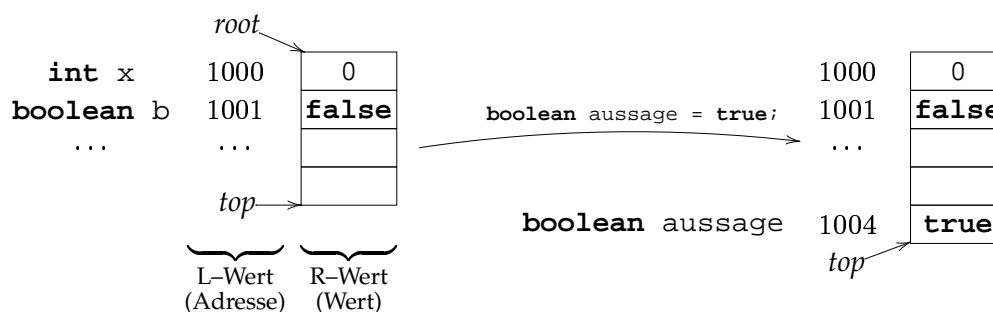 root
int x 1000 0 1000 0
boolean b 1001 false boolean aussage = true; 1001 false
... ... ...
top boolean aussage 1004 true
top
L–Wert R–Wert
(Adresse) (Wert)